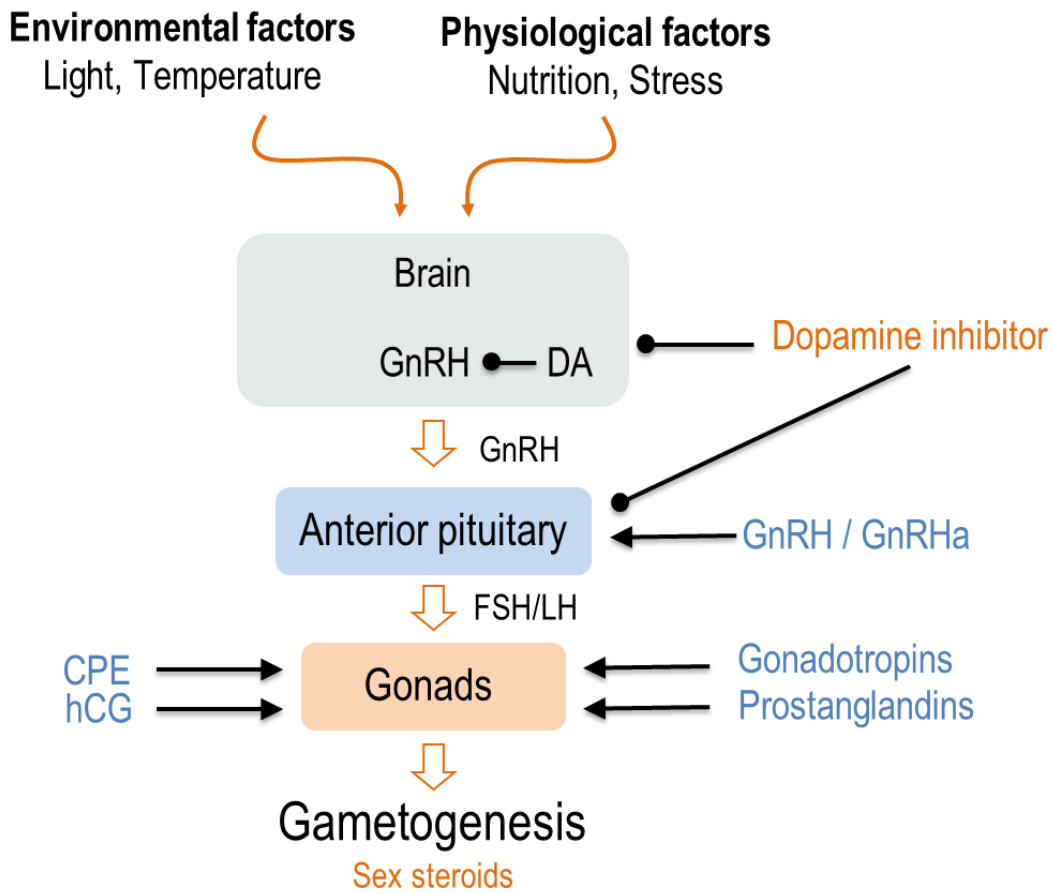 Environmental factors
Light, Temperature
Physiological factors
Nutrition, Stress
Brain
GnRH
DA
Dopamine inhibitor
GnRH
Anterior pituitary
GnRH / GnRHa
FSH/LH
CPE
hCG
Gonads
Gonadotropins
Prostanglandins
Gametogenesis
Sex steroids